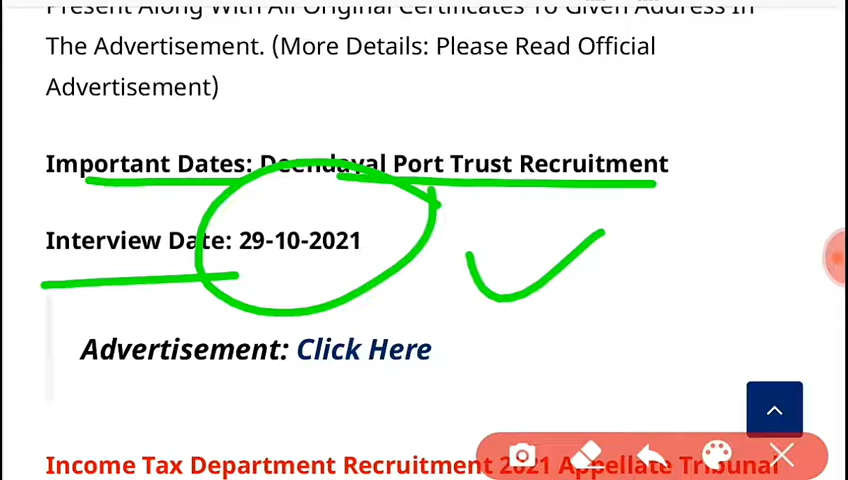 Present Along With All Original Certificates To Given Address In
The Advertisement. (More Details: Please Read Official
Advertisement)
Important Dates: Deendayal Port Trust Recruitment
Interview Date: 29-10-2021
Advertisement: Click Here
Income Tax Department Recruitment 2021 Appellate Tribunal